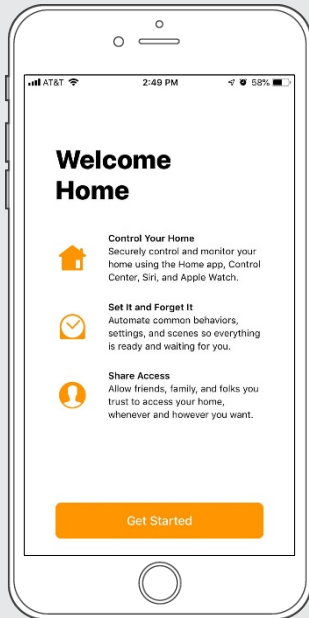 AT&T 2:49 PM 58%
Welcome
Home
Control Your Home
Securely control and monitor your
home using the Home app, Control
Center, Siri, and Apple Watch.
Set It and Forget It
Automate common behaviors,
settings, and scenes so everything
is ready and waiting for you.
Share Access
Allow friends, family, and folks you
trust to access your home,
whenever and however you want.
Get Started